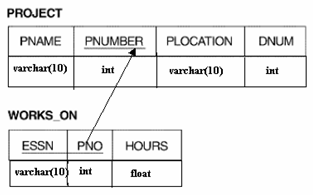 PROJECT
PNAME PNUMBER PLOCATION DNUM
varchar(10) int varchar(10) int
WORKS_ON
ESSN PNO HOURS
varchar(10) int float